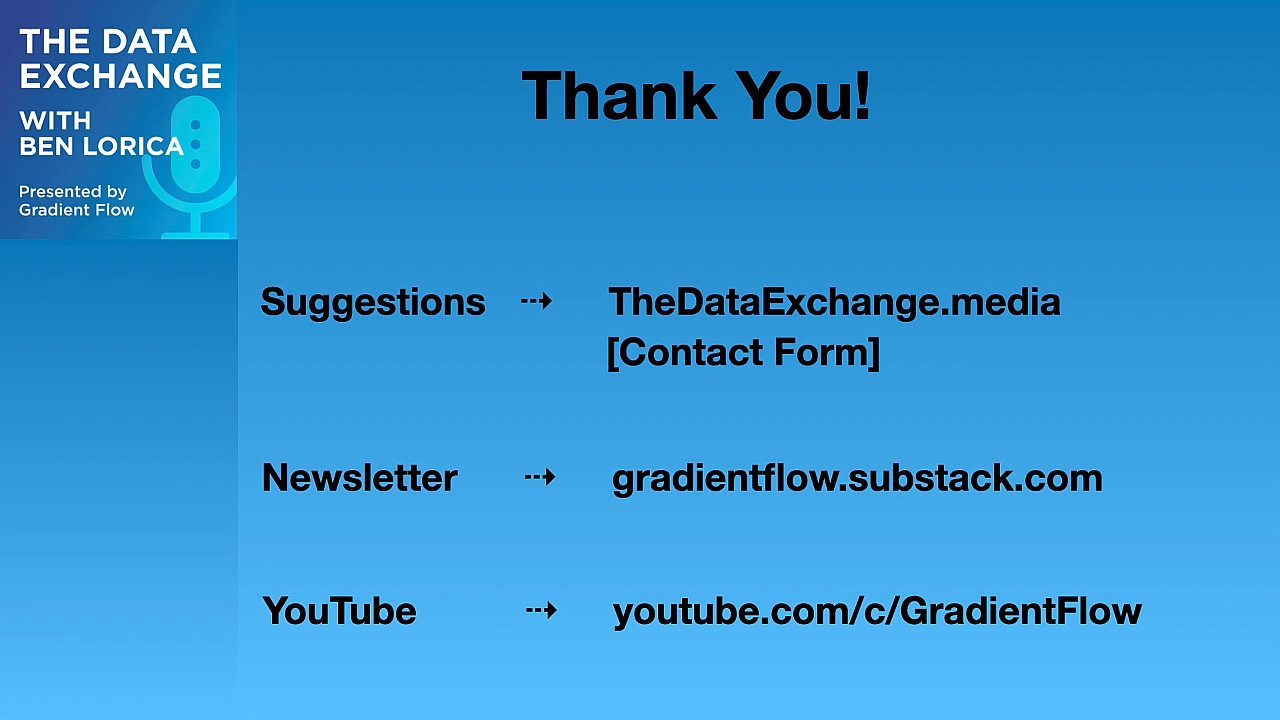 THE DATA
EXCHANGE
WITH
BEN LORICA
Presented by
Gradient Flow
Thank You!
Suggestions ⇢ TheDataExchange.media
[Contact Form]
Newsletter ⇢ gradientflow.substack.com
YouTube ⇢ youtube.com/c/GradientFlow